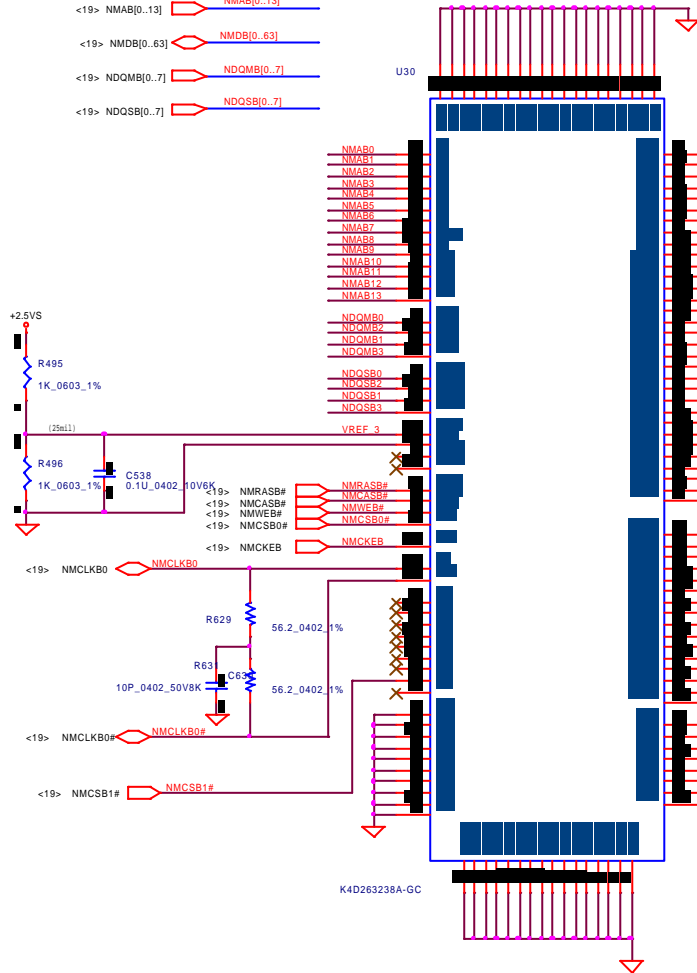 NMAB[0..13]
<19> NMAB[0..13]
NMDB[0..63]
<19> NMDB[0..63]
NDQMB[0..7]
<19> NDQMB[0..7]
NDQSB[0..7]
<19> NDQSB[0..7]
U30
NMAB0
NMAB1
NMAB2
NMAB3
NMAB4
NMAB5
NMAB6
NMAB7
NMAB8
NMAB9
NMAB10
NMAB11
NMAB12
NMAB13
+2.5VS
NDQMB0
NDQMB2
NDQMB1
NDQMB3
R495
1K_0603_1%
NDQSB0
NDQSB2
NDQSB1
NDQSB3
(25mil)
VREF_3
R496
1K_0603_1%
C538
0.1U_0402_10V6K
<19> NMRASB# NMRASB#
<19> NMCASB# NMCASB#
<19> NMWEB# NMWEB#
<19> NMCSB0# NMCSB0#
<19> NMCKEB NMCKEB
<19> NMCLKB0 NMCLKB0
R629
56.2_0402_1%
R631
10P_0402_50V8K
56.2_0402_1%
<19> NMCLKB0# NMCLKB0#
<19> NMCSB1# NMCSB1#
K4D263238A-GC